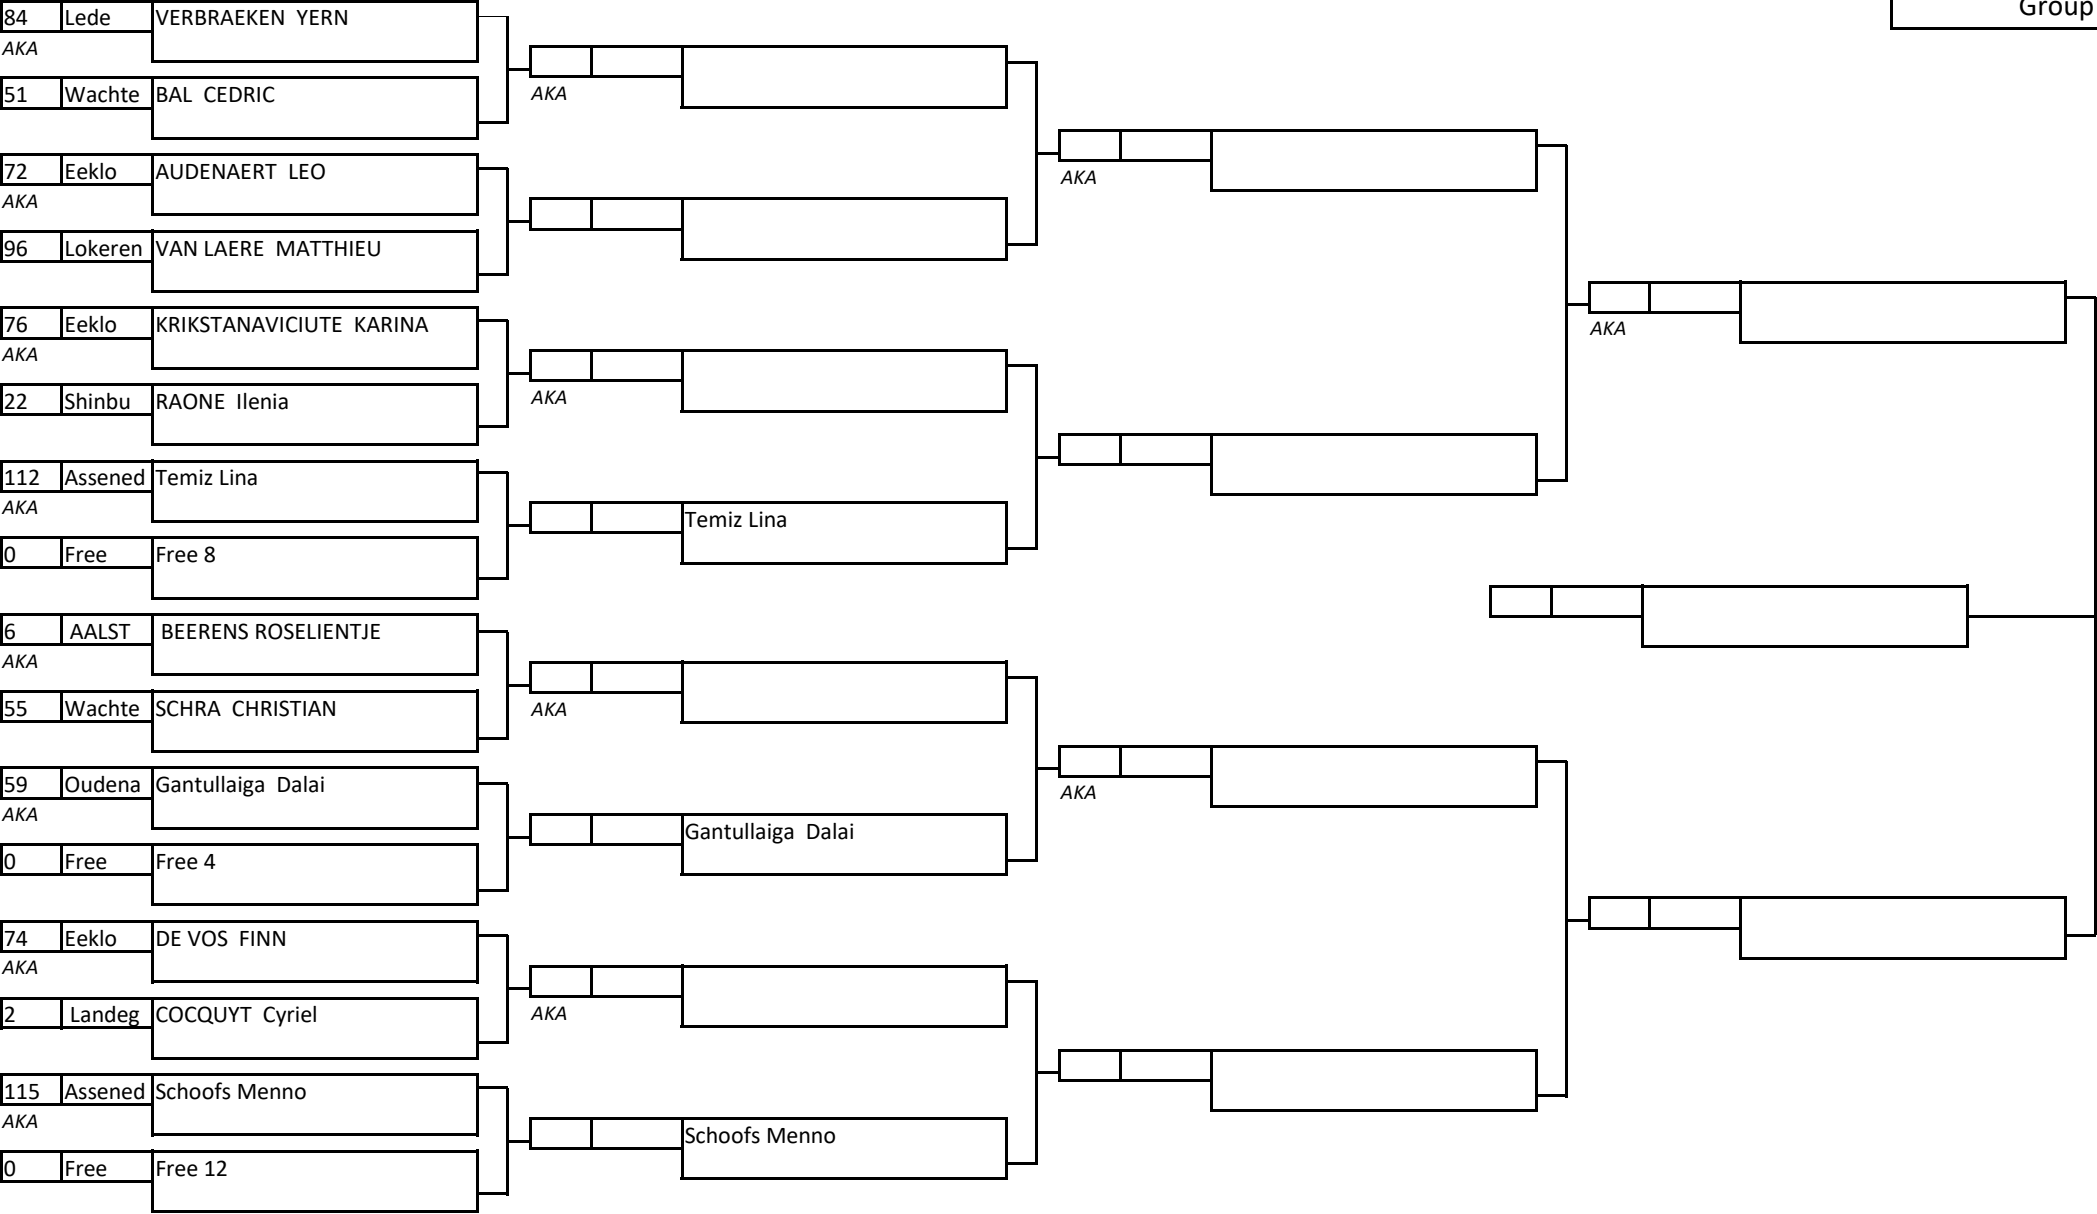 Group
84 Lede VERBRAEKEN YERN
AKA
51 Wachte BAL CEDRIC
AKA
72 Eeklo AUDENAERT LEO
AKA
AKA
96 Lokeren VAN LAERE MATTHIEU
76 Eeklo KRIKSTANAVICIUTE KARINA
AKA
AKA
22 Shinbu RAONE Ilenia
AKA
112 Assened Temiz Lina
AKA
Temiz Lina
0 Free Free 8
6 AALST BEERENS ROSELIENTJE
AKA
55 Wachte SCHRA CHRISTIAN
AKA
59 Oudena Gantullaiga Dalai
AKA
AKA
Gantullaiga Dalai
0 Free Free 4
74 Eeklo DE VOS FINN
AKA
2 Landeg COCQUYT Cyriel
AKA
115 Assened Schoofs Menno
AKA
Schoofs Menno
0 Free Free 12